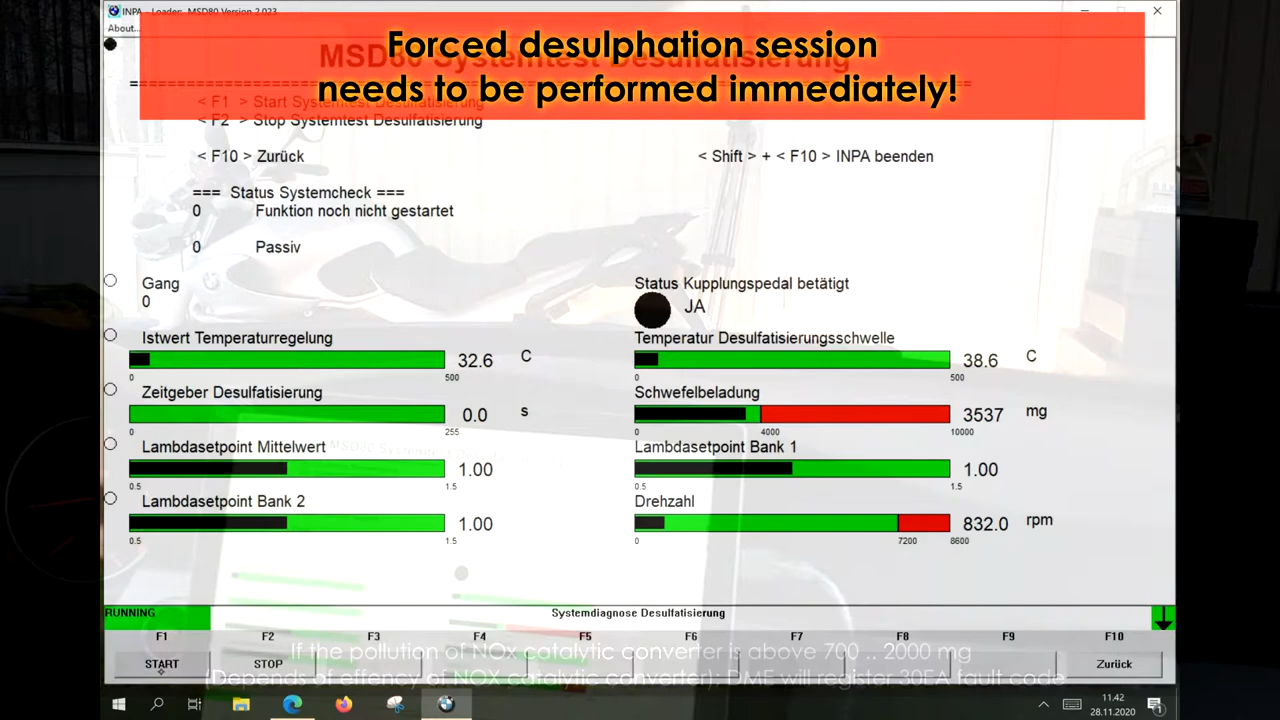 INPA - Loader: MSD80 Version 2.023
About...
Forced desulphation session
needs to be performed immediately!
MSD80 Systemtest Desulfatisierung
< F1 > Start Systemtest Desulfatisierung
< F2 > Stop Systemtest Desulfatisierung
< F10 > Zurück
< Shift > + < F10 > INPA beenden
=== Status Systemcheck ===
0 Funktion noch nicht gestartet
0 Passiv
Gang
0
Status Kupplungspedal betätigt
JA
Istwert Temperaturregelung
32.6 C
0 500
Temperatur Desulfatisierungsschwelle
38.6 C
0 500
Zeitgeber Desulfatisierung
0.0 s
0 255
Schwefelbeladung
3537 mg
0 4000 10000
Lambdasetpoint Mittelwert
1.00
0.5 1.5
Lambdasetpoint Bank 1
1.00
0.5 1.5
Lambdasetpoint Bank 2
1.00
0.5 1.5
Drehzahl
832.0 rpm
0 7200 8600
RUNNING
Systemdiagnose Desulfatisierung
F1 F2 F3 F4 F5 F6 F7 F8 F9 F10
START STOP Zurück
If the pollution of NOx catalytic converter is above 700 .. 2000 mg
(Depends of effency of NOX catalytic converter), DME will register 30EA fault code
11.42
28.11.2020
1